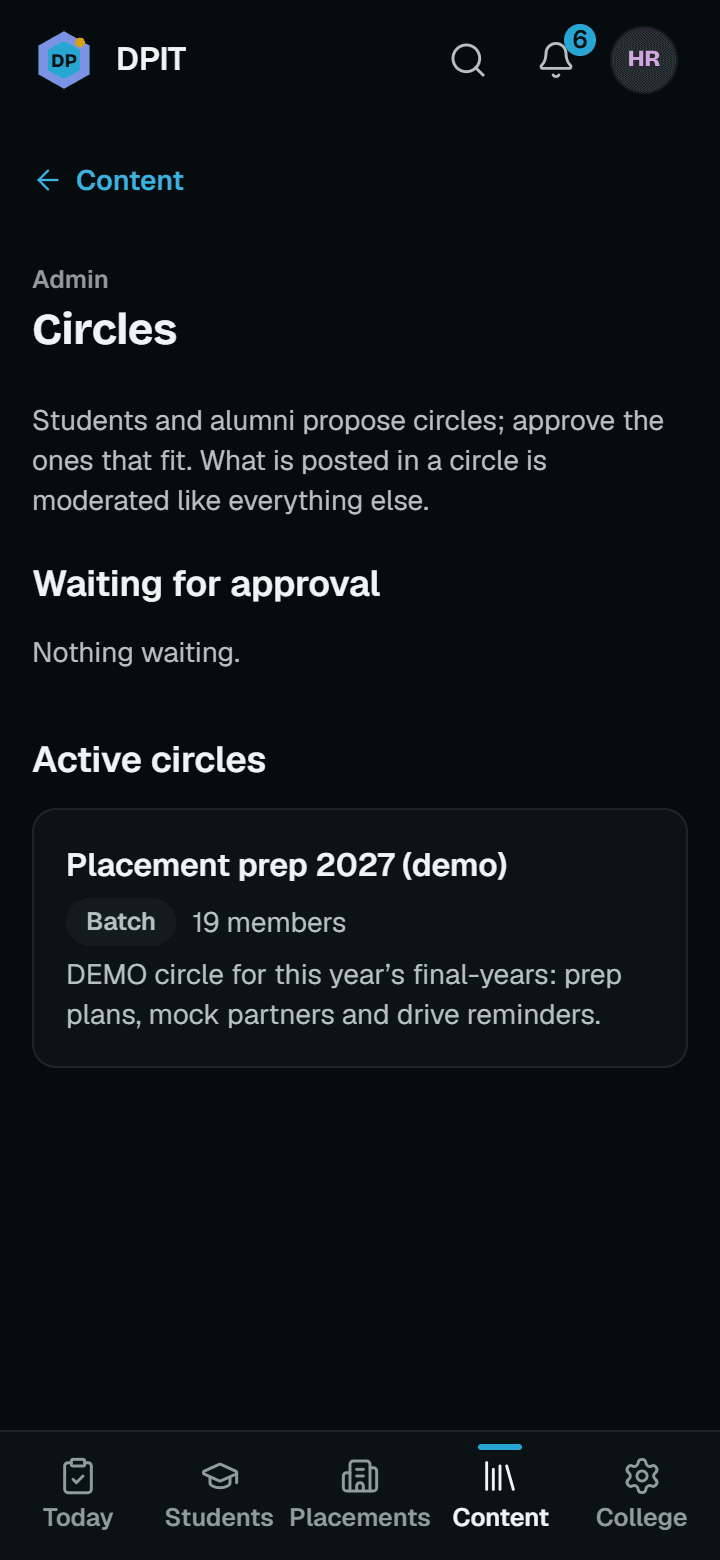 DP
DPIT
6
HR
Content
Admin
Circles
Students and alumni propose circles; approve the
ones that fit. What is posted in a circle is
moderated like everything else.
Waiting for approval
Nothing waiting.
Active circles
Placement prep 2027 (demo)
Batch 19 members
DEMO circle for this year’s final-years: prep
plans, mock partners and drive reminders.
Today Students Placements Content College